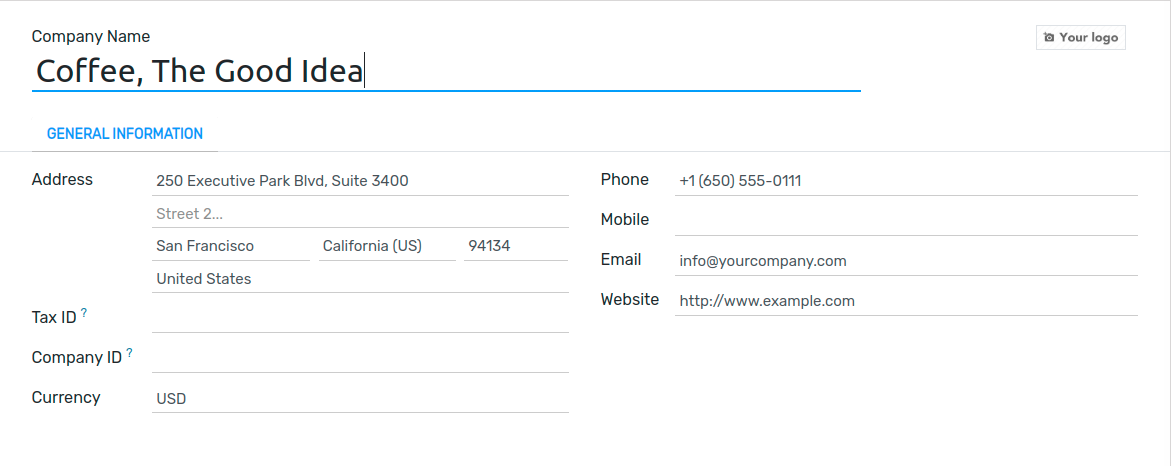 Company Name
Your logo
Coffee, The Good Idea
GENERAL INFORMATION
Address
250 Executive Park Blvd, Suite 3400
Street 2...
San Francisco California (US) 94134
United States
Tax ID ?
Company ID ?
Currency USD
Phone +1 (650) 555-0111
Mobile
Email info@yourcompany.com
Website http://www.example.com